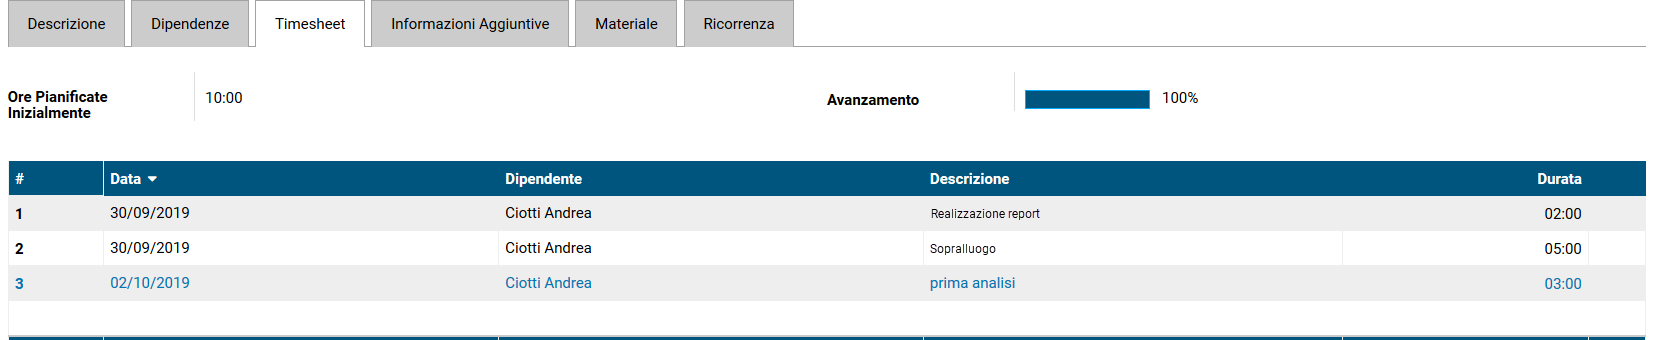 Descrizione Dipendenze Timesheet Informazioni Aggiuntive Materiale Ricorrenza
Ore Pianificate Inizialmente 10:00 Avanzamento 100%
# Data Dipendente Descrizione Durata
1 30/09/2019 Ciotti Andrea Realizzazione report 02:00
2 30/09/2019 Ciotti Andrea Sopralluogo 05:00
3 02/10/2019 Ciotti Andrea prima analisi 03:00